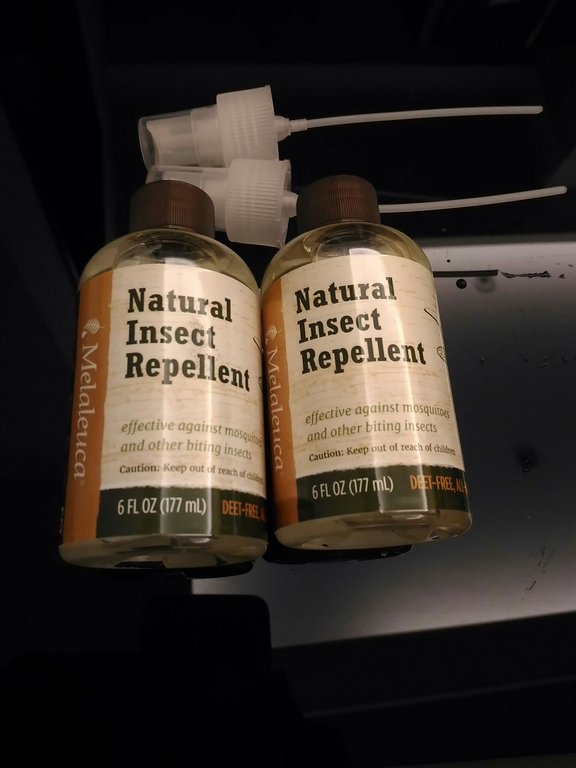 Melaleuca
Natural
Insect
Repellent
effective against mosquitoes
and other biting insects
Caution: Keep out of reach of children.
6 FL OZ (177 mL)
DEET-FREE,
Melaleuca
Natural
Insect
Repellent
effective against mosquitoes
and other biting insects
Caution: Keep out of reach of children.
6 FL OZ (177 mL)
DEET-FREE,